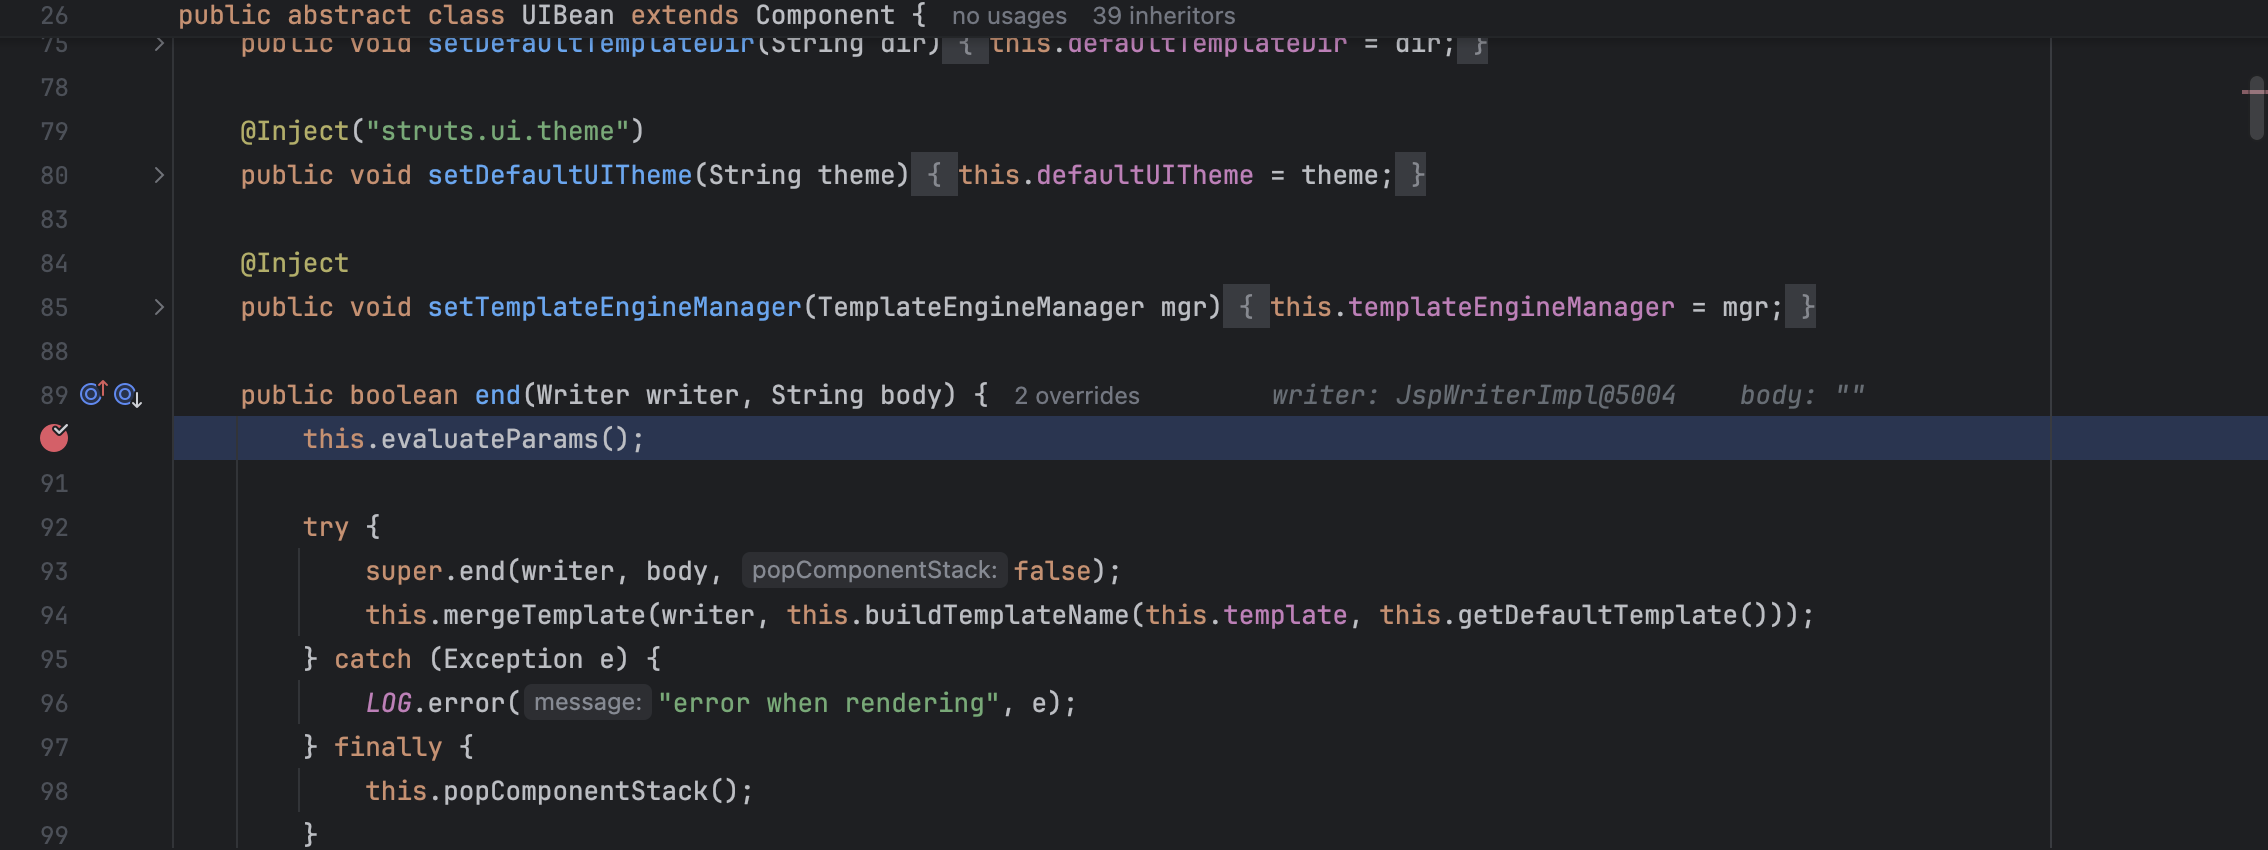 26 public abstract class UIBean extends Component { no usages 39 inheritors
75 public void setDefaultTemplateDir(String dir) { this.defaultTemplateDir = dir; }
78
79 @Inject("struts.ui.theme")
80 public void setDefaultUITheme(String theme) { this.defaultUITheme = theme; }
83
84 @Inject
85 public void setTemplateEngineManager(TemplateEngineManager mgr) { this.templateEngineManager = mgr; }
88
89 public boolean end(Writer writer, String body) { 2 overrides writer: JspWriterImpl@5004 body: ""
this.evaluateParams();
91
92 try {
93 super.end(writer, body, popComponentStack: false);
94 this.mergeTemplate(writer, this.buildTemplateName(this.template, this.getDefaultTemplate()));
95 } catch (Exception e) {
96 LOG.error( message: "error when rendering", e);
97 } finally {
98 this.popComponentStack();
99 }